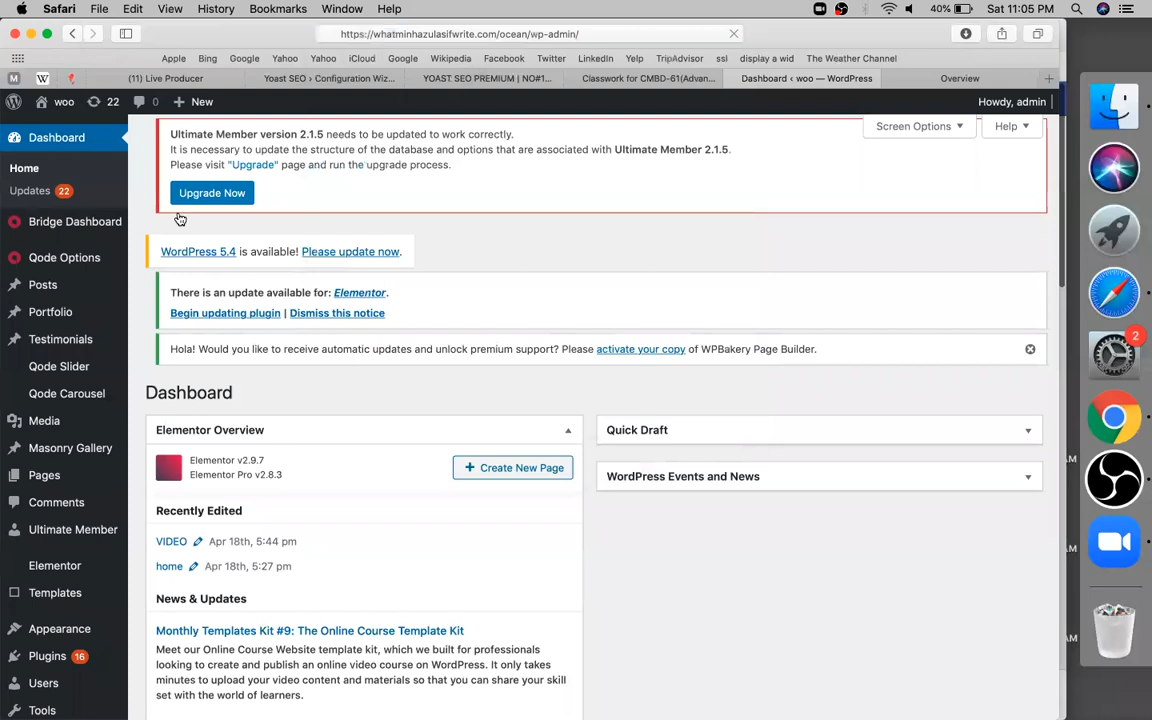 Safari File Edit View History Bookmarks Window Help 40% Sat 11:05 PM
https://whatminhazulasifwrite.com/ocean/wp-admin/
Apple Bing Google Yahoo Yahoo iCloud Google Wikipedia Facebook Twitter LinkedIn Yelp TripAdvisor ssl display a wid The Weather Channel
M W (11) Live Producer Yoast SEO › Configuration Wiz... YOAST SEO PREMIUM | NO#1... Classwork for CMBD-61(Advan... Dashboard ‹ woo — WordPress Overview
woo 22 0 + New Howdy, admin
Screen Options Help
Dashboard
Home
Updates 22
Bridge Dashboard
Qode Options
Posts
Portfolio
Testimonials
Qode Slider
Qode Carousel
Media
Masonry Gallery
Pages
Comments
Ultimate Member
Elementor
Templates
Appearance
Plugins 16
Users
Tools
Ultimate Member version 2.1.5 needs to be updated to work correctly.
It is necessary to update the structure of the database and options that are associated with Ultimate Member 2.1.5.
Please visit "Upgrade" page and run the upgrade process.
Upgrade Now
WordPress 5.4 is available! Please update now.
There is an update available for: Elementor.
Begin updating plugin | Dismiss this notice
Hola! Would you like to receive automatic updates and unlock premium support? Please activate your copy of WPBakery Page Builder.
Dashboard
Elementor Overview
Elementor v2.9.7
Elementor Pro v2.8.3
+ Create New Page
Recently Edited
VIDEO Apr 18th, 5:44 pm
home Apr 18th, 5:27 pm
News & Updates
Monthly Templates Kit #9: The Online Course Template Kit
Meet our Online Course Website template kit, which we built for professionals
looking to create and publish an online video course on WordPress. It only takes
minutes to upload your video content and materials so that you can share your skill
set with the world of learners.
Quick Draft
WordPress Events and News
2
AM
AM
AM